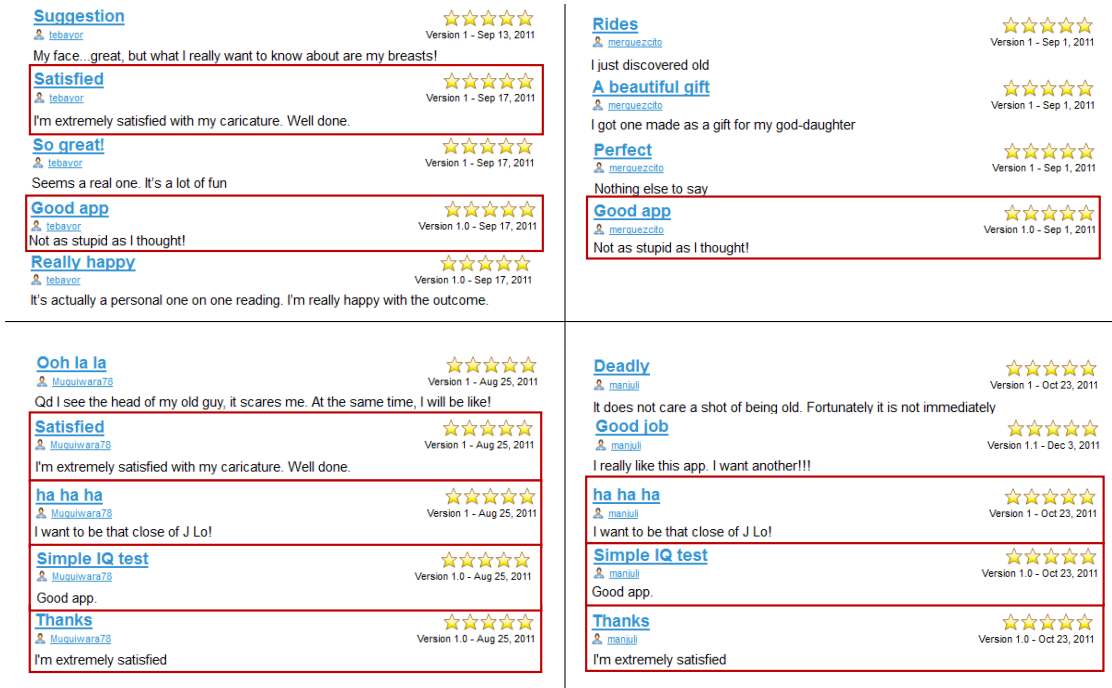 Suggestion
tebayor
Version 1 - Sep 13, 2011
My face...great, but what I really want to know about are my breasts!
Satisfied
tebayor
Version 1 - Sep 17, 2011
I'm extremely satisfied with my caricature. Well done.
So great!
tebayor
Version 1 - Sep 17, 2011
Seems a real one. It's a lot of fun
Good app
tebayor
Version 1.0 - Sep 17, 2011
Not as stupid as I thought!
Really happy
tebayor
Version 1.0 - Sep 17, 2011
It's actually a personal one on one reading. I'm really happy with the outcome.
Rides
merquezcito
Version 1 - Sep 1, 2011
I just discovered old
A beautiful gift
merquezcito
Version 1 - Sep 1, 2011
I got one made as a gift for my god-daughter
Perfect
merquezcito
Version 1 - Sep 1, 2011
Nothing else to say
Good app
merquezcito
Version 1.0 - Sep 1, 2011
Not as stupid as I thought!
Ooh la la
Muquiwara78
Version 1 - Aug 25, 2011
Qd I see the head of my old guy, it scares me. At the same time, I will be like!
Satisfied
Muquiwara78
Version 1 - Aug 25, 2011
I'm extremely satisfied with my caricature. Well done.
ha ha ha
Muquiwara78
Version 1 - Aug 25, 2011
I want to be that close of J Lo!
Simple IQ test
Muquiwara78
Version 1.0 - Aug 25, 2011
Good app.
Thanks
Muquiwara78
Version 1.0 - Aug 25, 2011
I'm extremely satisfied
Deadly
manjuli
Version 1 - Oct 23, 2011
It does not care a shot of being old. Fortunately it is not immediately
Good job
manjuli
Version 1.1 - Dec 3, 2011
I really like this app. I want another!!!
ha ha ha
manjuli
Version 1 - Oct 23, 2011
I want to be that close of J Lo!
Simple IQ test
manjuli
Version 1.0 - Oct 23, 2011
Good app.
Thanks
manjuli
Version 1.0 - Oct 23, 2011
I'm extremely satisfied